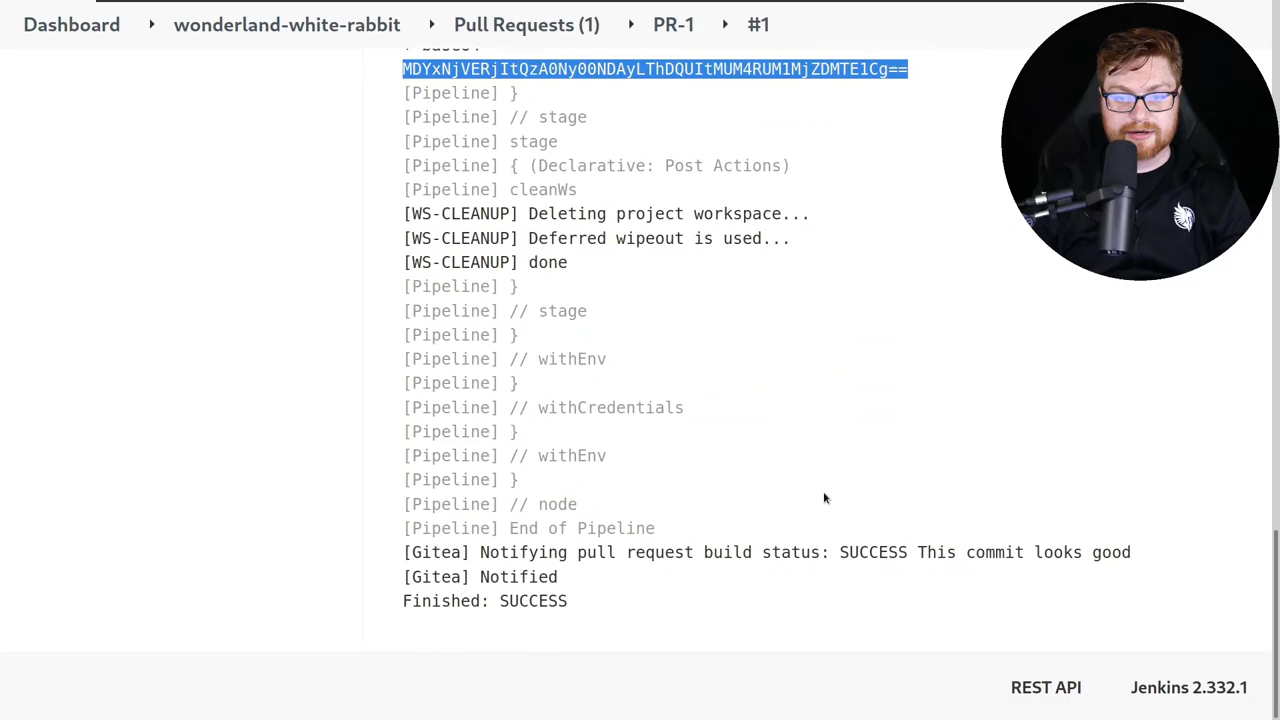 Dashboard wonderland-white-rabbit Pull Requests (1) PR-1 #1
MDYxNjVERjItQzA0Ny00NDAyLThDQUItMUM4RUM1MjZDMTE1Cg==
[Pipeline] }
[Pipeline] // stage
[Pipeline] stage
[Pipeline] { (Declarative: Post Actions)
[Pipeline] cleanWs
[WS-CLEANUP] Deleting project workspace...
[WS-CLEANUP] Deferred wipeout is used...
[WS-CLEANUP] done
[Pipeline] }
[Pipeline] // stage
[Pipeline] }
[Pipeline] // withEnv
[Pipeline] }
[Pipeline] // withCredentials
[Pipeline] }
[Pipeline] // withEnv
[Pipeline] }
[Pipeline] // node
[Pipeline] End of Pipeline
[Gitea] Notifying pull request build status: SUCCESS This commit looks good
[Gitea] Notified
Finished: SUCCESS
REST API Jenkins 2.332.1